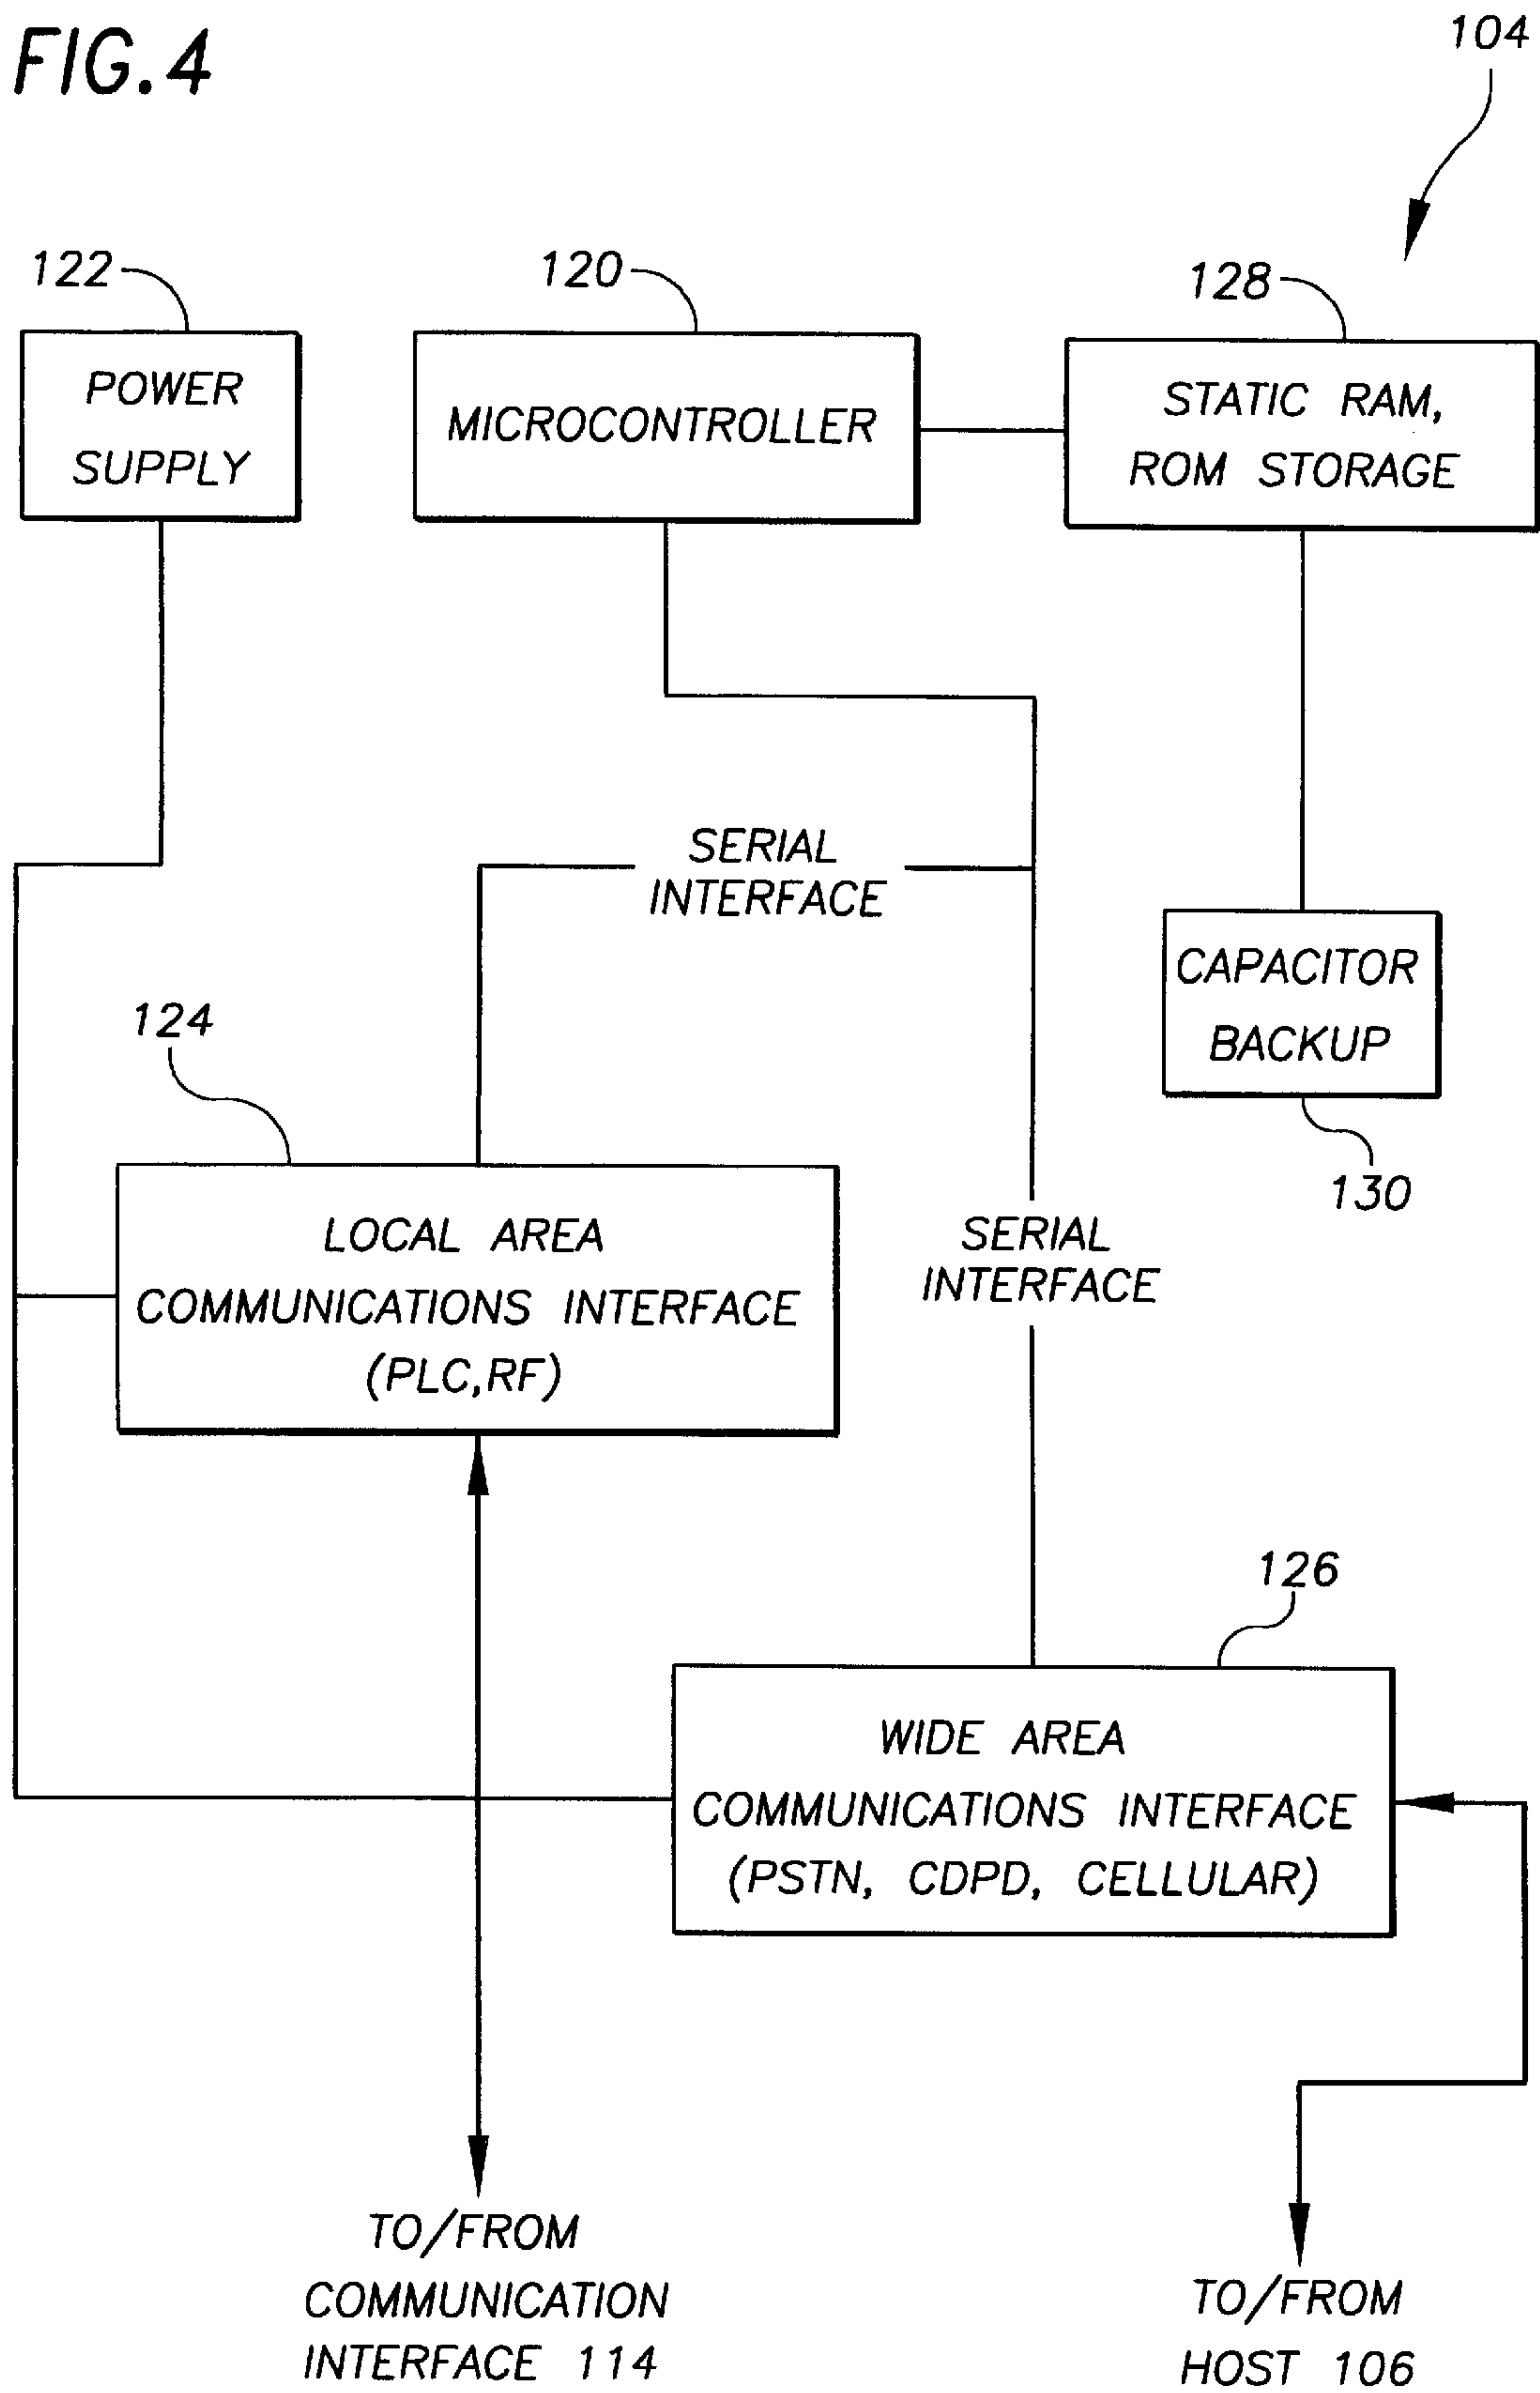 FIG.4
104
122
120
128
POWER
SUPPLY
MICROCONTROLLER
STATIC RAM,
ROM STORAGE
SERIAL
INTERFACE
CAPACITOR
BACKUP
130
124
LOCAL AREA
COMMUNICATIONS INTERFACE
(PLC,RF)
SERIAL
INTERFACE
126
WIDE AREA
COMMUNICATIONS INTERFACE
(PSTN, CDPD, CELLULAR)
TO/FROM
COMMUNICATION
INTERFACE 114
TO/FROM
HOST 106